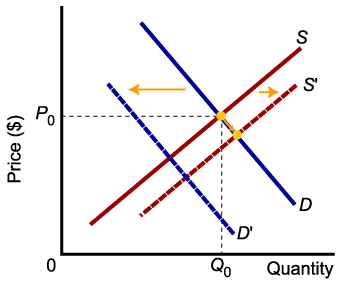 S
S'
P₀
Price ($)
D
D'
0
Q₀
Quantity